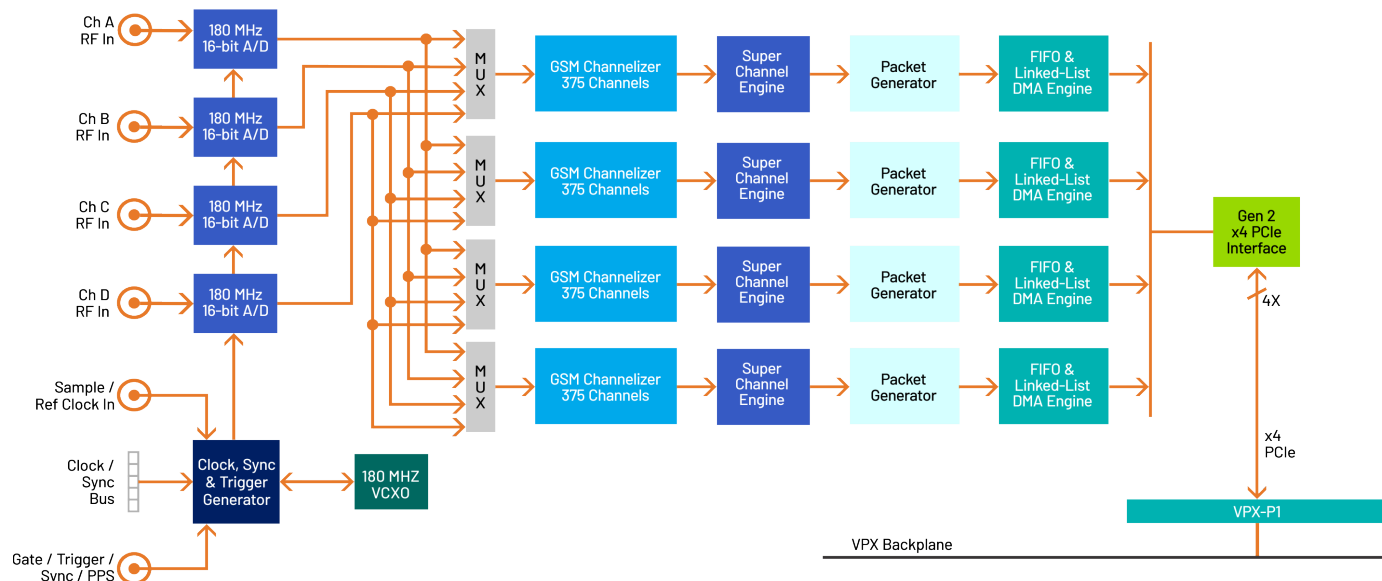 Ch A
RF In
180 MHz
16-bit A/D
M
U
X
GSM Channelizer
375 Channels
Super
Channel
Engine
Packet
Generator
FIFO &
Linked-List
DMA Engine
Ch B
RF In
180 MHz
16-bit A/D
M
U
X
GSM Channelizer
375 Channels
Super
Channel
Engine
Packet
Generator
FIFO &
Linked-List
DMA Engine
Ch C
RF In
180 MHz
16-bit A/D
Gen 2
x4 PCIe
Interface
Ch D
RF In
180 MHz
16-bit A/D
M
U
X
GSM Channelizer
375 Channels
Super
Channel
Engine
Packet
Generator
FIFO &
Linked-List
DMA Engine
4X
Sample /
Ref Clock In
M
U
X
GSM Channelizer
375 Channels
Super
Channel
Engine
Packet
Generator
FIFO &
Linked-List
DMA Engine
Clock /
Sync
Bus
Clock, Sync
& Trigger
Generator
180 MHZ
VCXO
x4
PCIe
VPX-P1
VPX Backplane
Gate / Trigger /
Sync / PPS